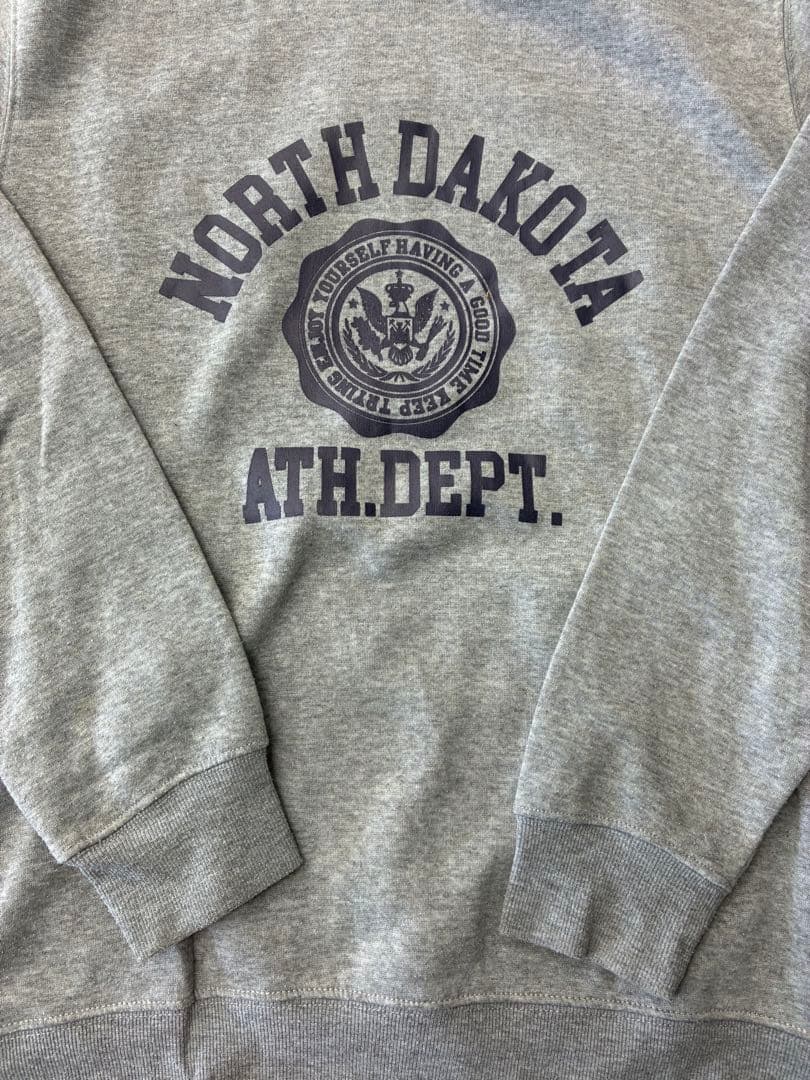 NORTH DAKOTA
ENJOY YOURSELF HAVING A GOOD TIME KEEP TRYING
ATH.DEPT.